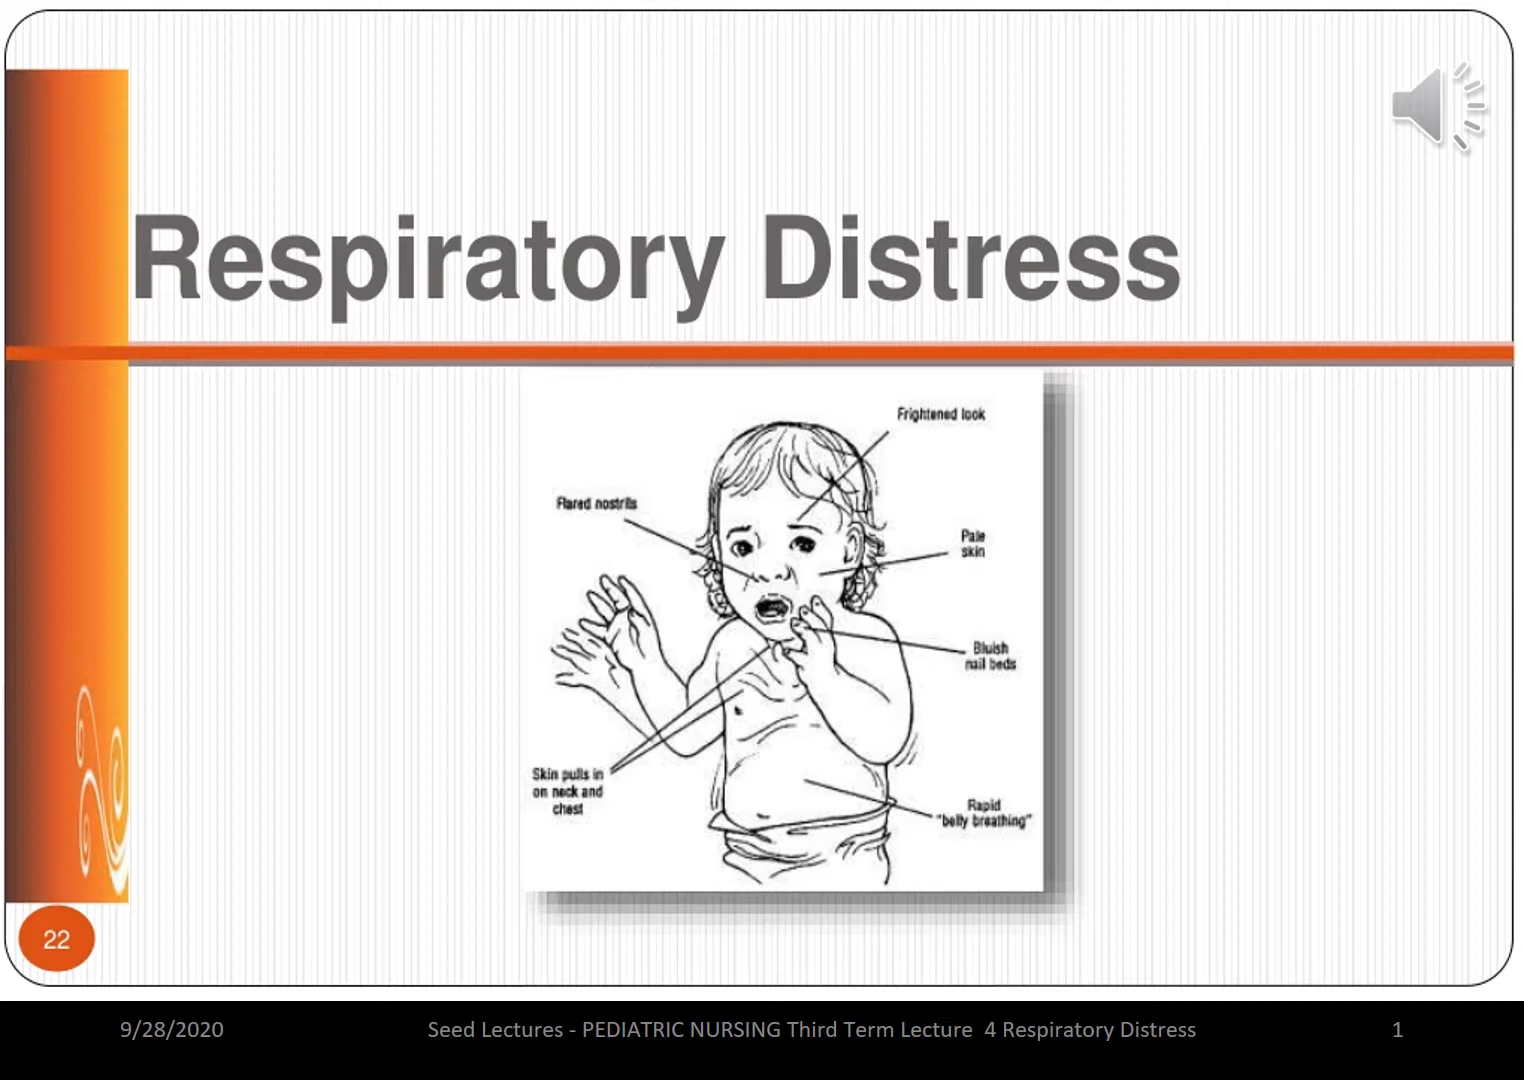 Respiratory Distress
Frightened look
Flared nostrils
Pale
skin
Bluish
nail beds
Skin pulls in
on neck and
chest
Rapid
"belly breathing"
22
9/28/2020
Seed Lectures - PEDIATRIC NURSING Third Term Lecture 4 Respiratory Distress
1